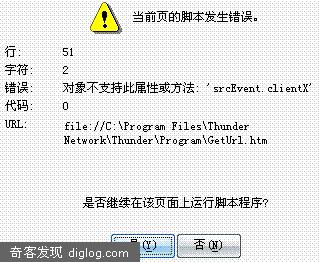 当前页的脚本发生错误。
行: 51
字符: 2
错误: 对象不支持此属性或方法: 'srcEvent.clientX'
代码: 0
URL: file://C:\Program Files\Thunder
Network\Thunder\Program\GetUrl.htm
是否继续在该页面上运行脚本程序?
是(Y) 否(N)
奇客发现 diglog.com